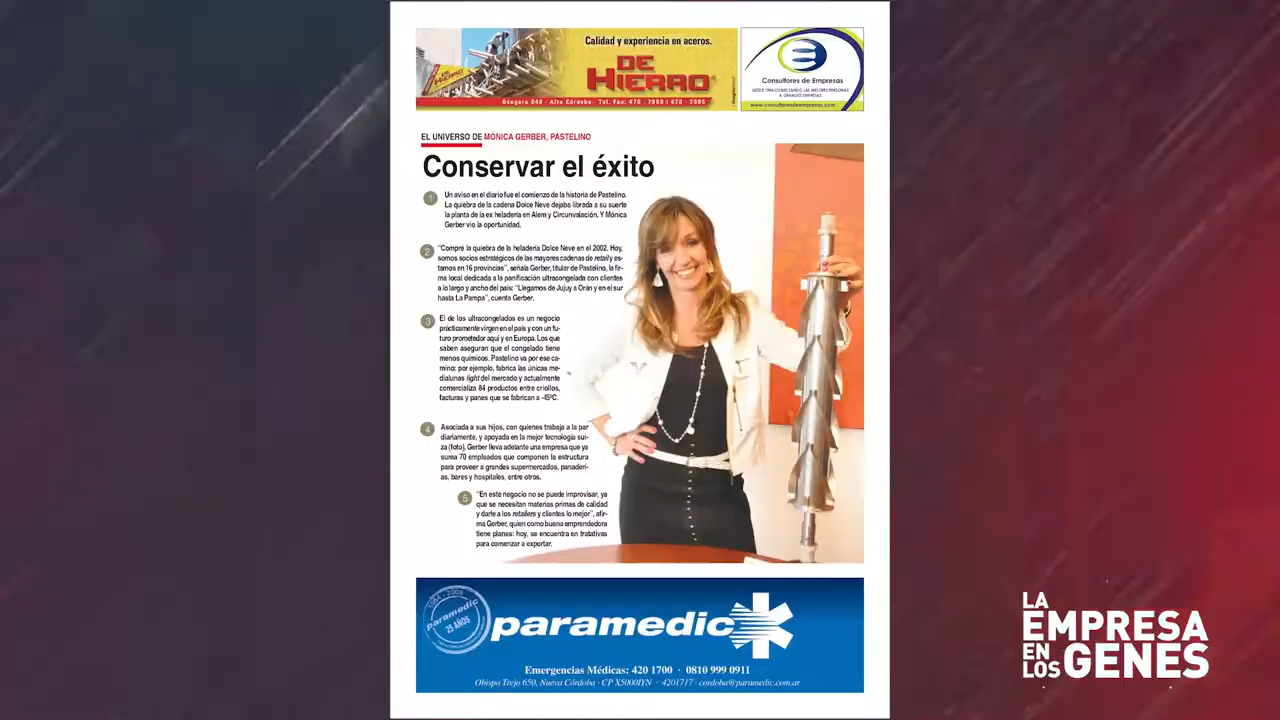 Calidad y experiencia en aceros.
DE
HIERRO
Góngora 646 - Alta Córdoba - Tel. Fax: 470 - 7988 / 470 - 7895
Consultores de Empresas
DESDE 1984 CONECTANDO LAS MEJORES PERSONAS
A GRANDES EMPRESAS
www.consultoresdeempresas.com
EL UNIVERSO DE MÓNICA GERBER, PASTELINO
Conservar el éxito
1
Un aviso en el diario fue el comienzo de la historia de Pastelino.
La quiebra de la cadena Dolce Neve dejaba librada a su suerte
la planta de la ex heladería en Alem y Circunvalación. Y Mónica
Gerber vio la oportunidad.
2
"Compré la quiebra de la heladería Dolce Neve en el 2002. Hoy,
somos socios estratégicos de las mayores cadenas de retail y es-
tamos en 16 provincias", señala Gerber, titular de Pastelino, la fir-
ma local dedicada a la panificación ultracongelada con clientes
a lo largo y ancho del país: "Llegamos de Jujuy a Orán y en el sur
hasta La Pampa", cuenta Gerber.
3
El de los ultracongelados es un negocio
prácticamente virgen en el país y con un fu-
turo prometedor aquí y en Europa. Los que
saben aseguran que el congelado tiene
menos químicos. Pastelino va por ese ca-
mino: por ejemplo, fabrica las únicas me-
dialunas light del mercado y actualmente
comercializa 84 productos entre criollos,
facturas y panes que se fabrican a -45ºC.
4
Asociada a sus hijos, con quienes trabaja a la par
diariamente, y apoyada en la mejor tecnología sui-
za (foto), Gerber lleva adelante una empresa que ya
suma 70 empleados que componen la estructura
para proveer a grandes supermercados, panaderí-
as, bares y hospitales, entre otros.
5
"En este negocio no se puede improvisar, ya
que se necesitan materias primas de calidad
y darle a los retailers y clientes lo mejor", afir-
ma Gerber, quien como buena emprendedora
tiene planes: hoy, se encuentra en tratativas
para comenzar a exportar.
1984 - 2009
paramedic
25 AÑOS
paramedic
Emergencias Médicas: 420 1700 · 0810 999 0911
Obispo Trejo 650, Nueva Córdoba · CP X5000IYN · 4201717 · cordoba@paramedic.com.ar
LA
EMPRESA
EN
LOS GENES